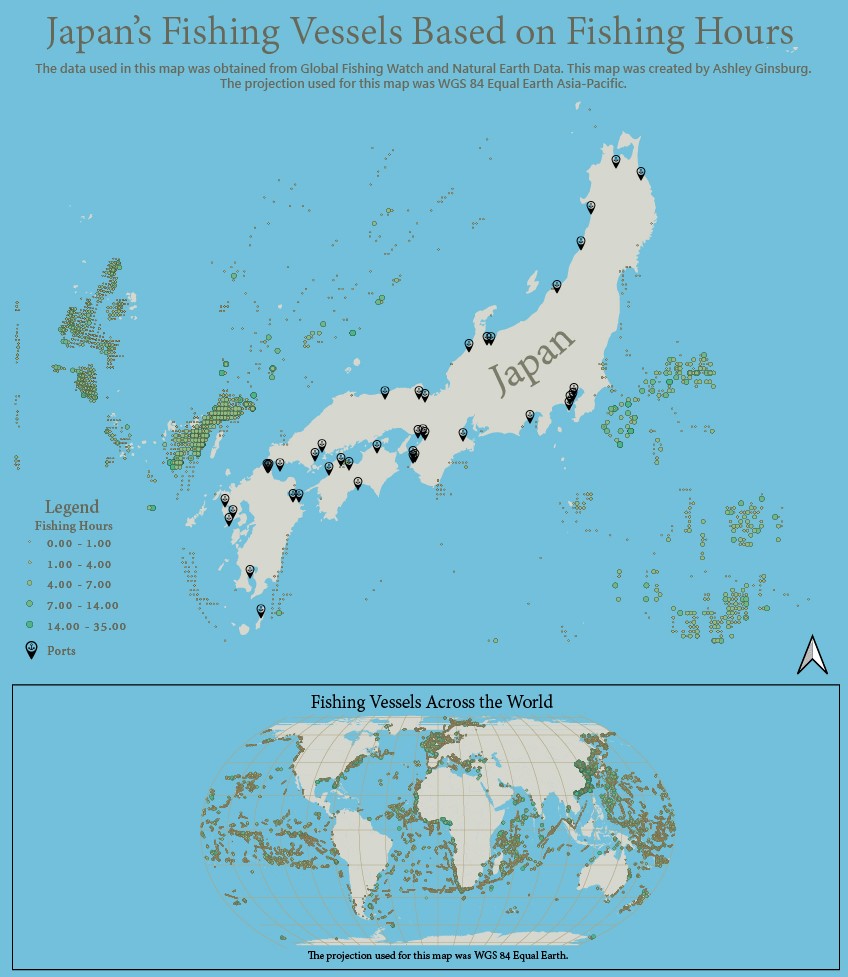 Japan's Fishing Vessels Based on Fishing Hours
The data used in this map was obtained from Global Fishing Watch and Natural Earth Data. This map was created by Ashley Ginsburg.
The projection used for this map was WGS 84 Equal Earth Asia-Pacific.
Japan
Legend
Fishing Hours
0.00 - 1.00
1.00 - 4.00
4.00 - 7.00
7.00 - 14.00
14.00 - 35.00
Ports
Fishing Vessels Across the World
The projection used for this map was WGS 84 Equal Earth.